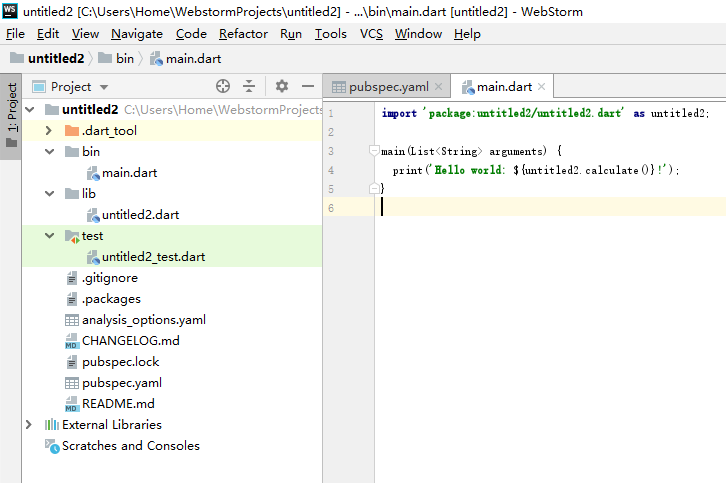 WS untitled2 [C:\Users\Home\WebstormProjects\untitled2] - ...\bin\main.dart [untitled2] - WebStorm
File Edit View Navigate Code Refactor Run Tools VCS Window Help
untitled2 bin main.dart
1: Project
Project
pubspec.yaml main.dart
untitled2 C:\Users\Home\WebstormProjects
.dart_tool
bin
main.dart
lib
untitled2.dart
test
untitled2_test.dart
.gitignore
.packages
analysis_options.yaml
MD CHANGELOG.md
pubspec.lock
pubspec.yaml
MD README.md
External Libraries
Scratches and Consoles
1 import 'package:untitled2/untitled2.dart' as untitled2;
2
3 main(List<String> arguments) {
4 print('Hello world: ${untitled2.calculate()}!');
5 }
6